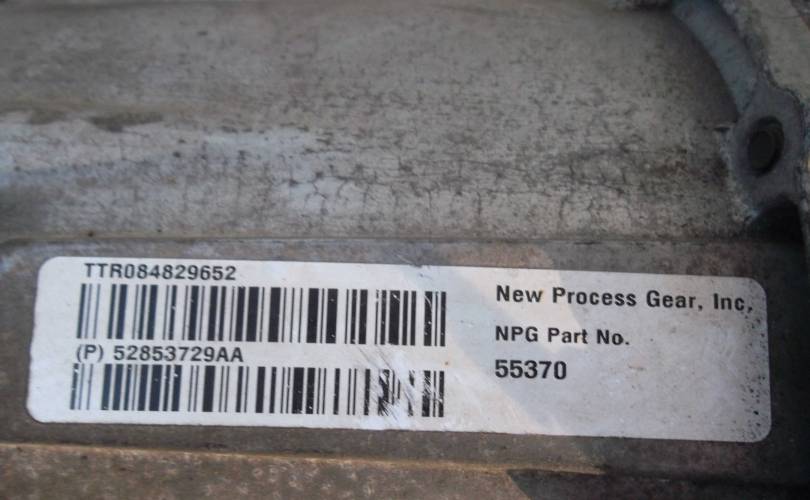 TTR084829652
(P) 52853729AA
New Process Gear, Inc.
NPG Part No.
55370